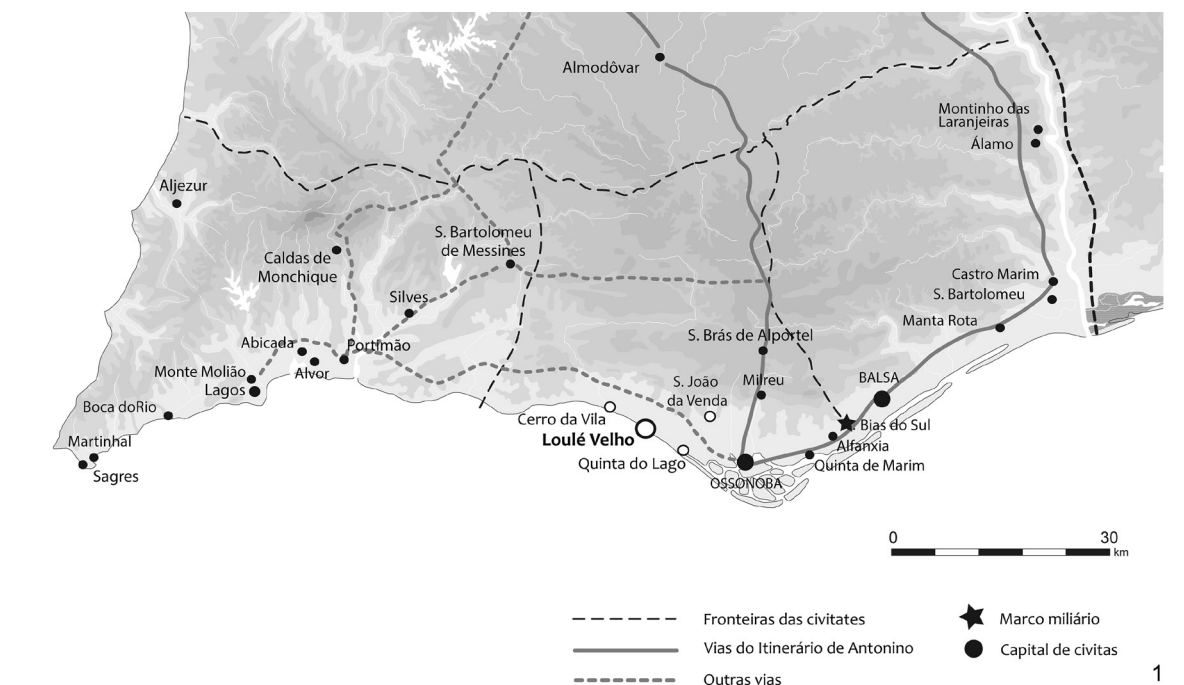 Almodôvar
Montinho das
Laranjeiras
Álamo
Aljezur
S. Bartolomeu
de Messines
Caldas de
Monchique
Castro Marim
S. Bartolomeu
Silves
Manta Rota
S. Brás de Alportel
Abicada
Portimão
Monte Molião
Alvor
Lagos
Milreu
BALSA
S. João
da Venda
Boca doRio
Cerro da Vila
Bias do Sul
Loulé Velho
Alfanxia
Martinhal
Quinta do Lago
Quinta de Marim
Sagres
OSSONOBA
0 30
km
Fronteiras das civitates
Marco miliário
Vias do Itinerário de Antonino
Capital de civitas
Outras vias
1